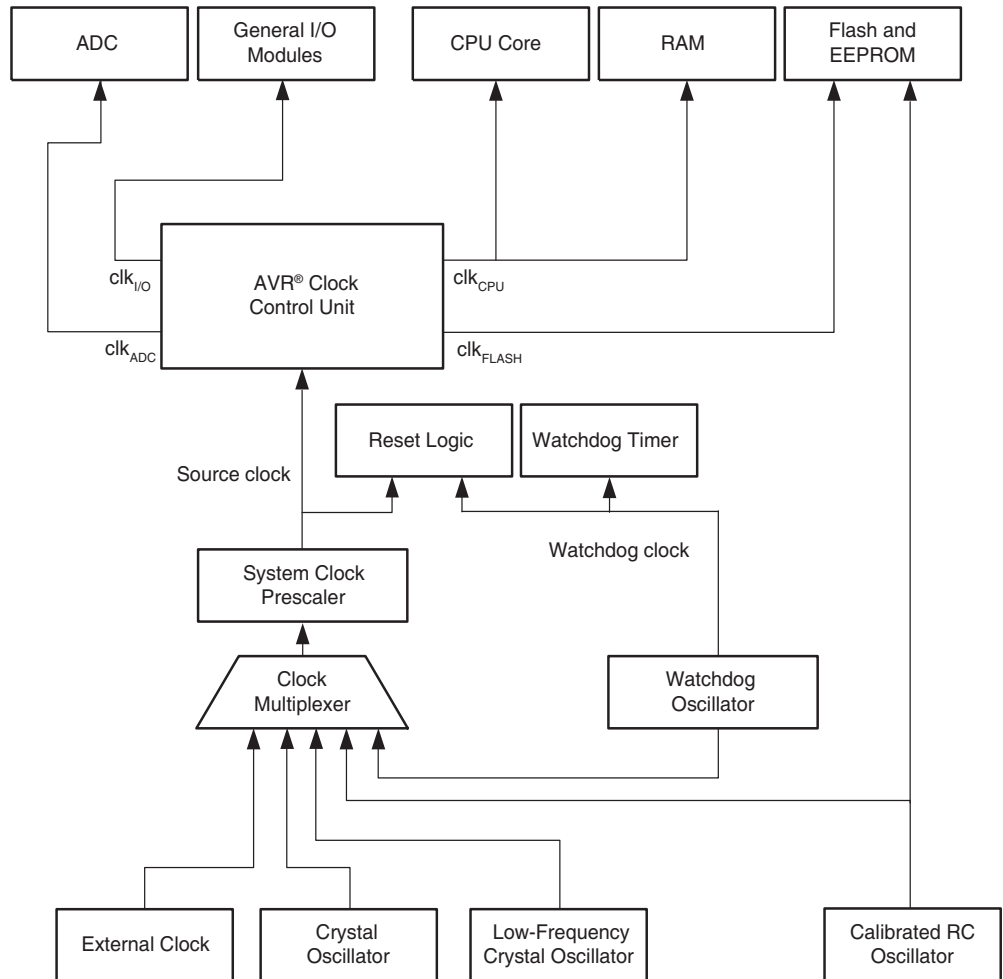 ADC
General I/O
Modules
CPU Core
RAM
Flash and
EEPROM
clkI/O
AVR® Clock
Control Unit
clkCPU
clkADC
clkFLASH
Reset Logic
Watchdog Timer
Source clock
Watchdog clock
System Clock
Prescaler
Clock
Multiplexer
Watchdog
Oscillator
External Clock
Crystal
Oscillator
Low-Frequency
Crystal Oscillator
Calibrated RC
Oscillator